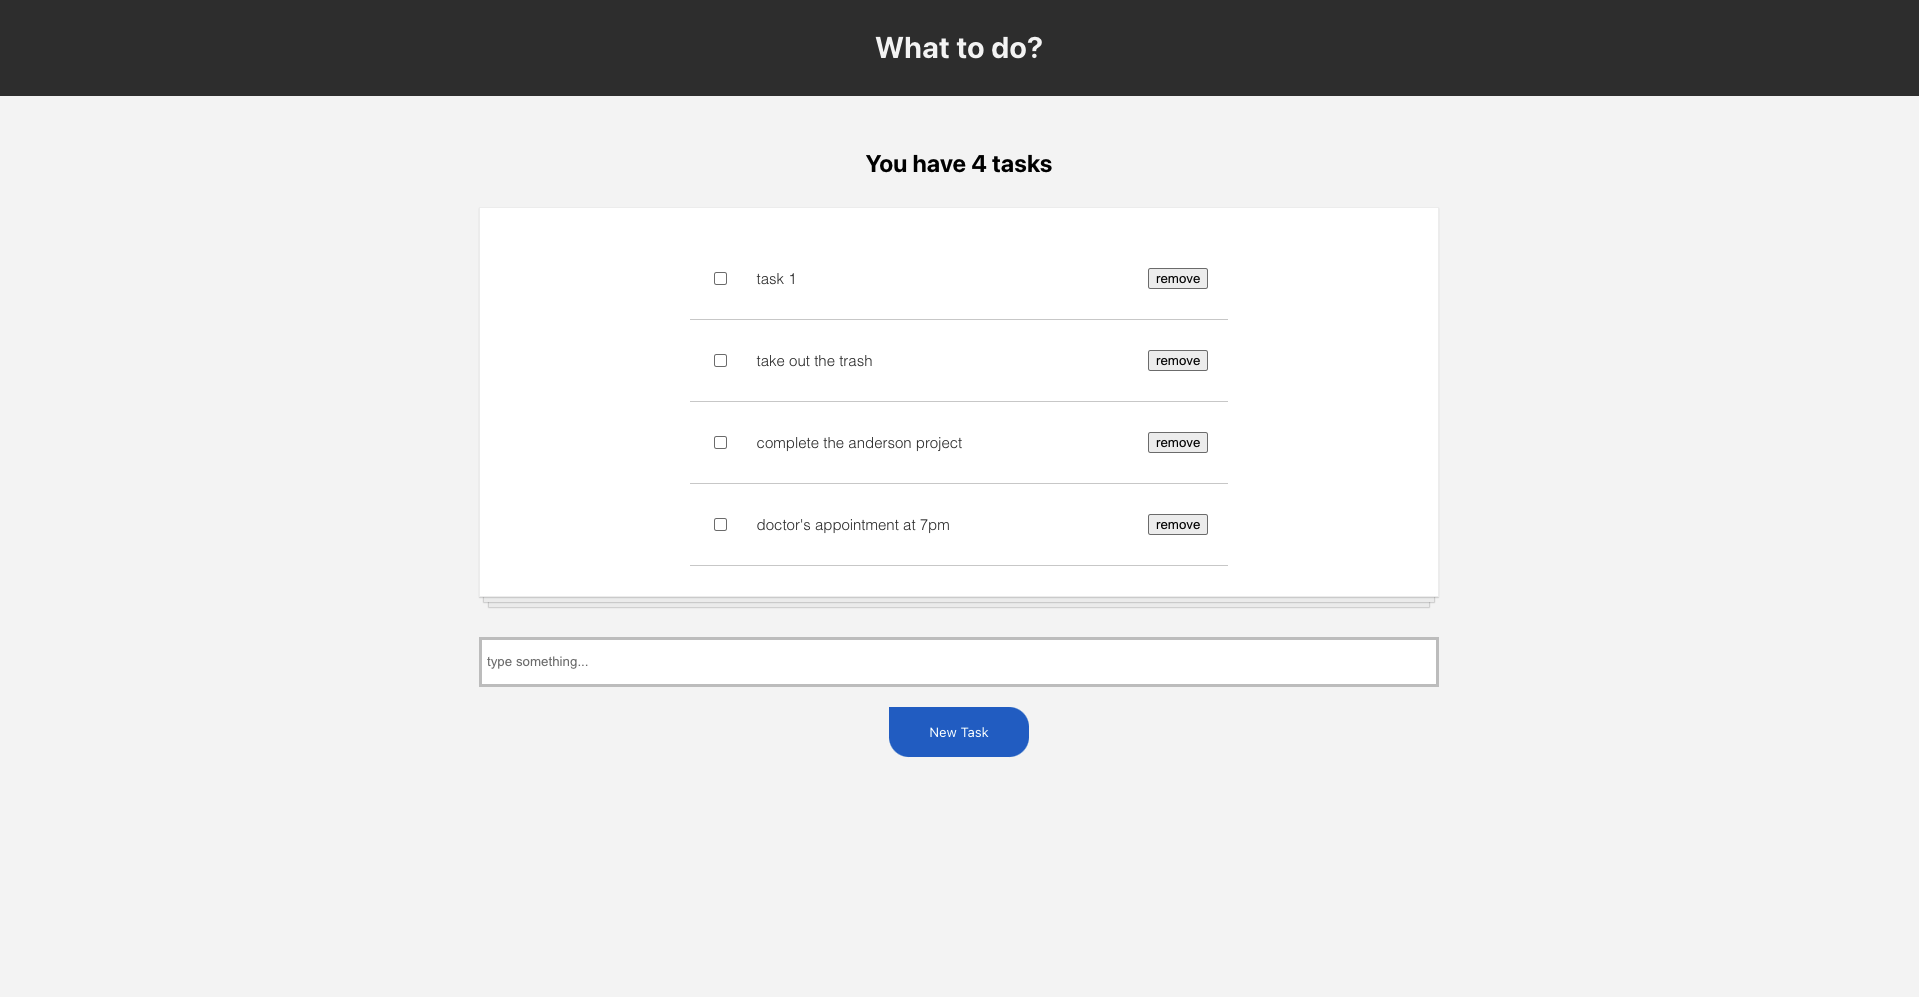 What to do?
You have 4 tasks
task 1 remove
take out the trash remove
complete the anderson project remove
doctor's appointment at 7pm remove
type something...
New Task